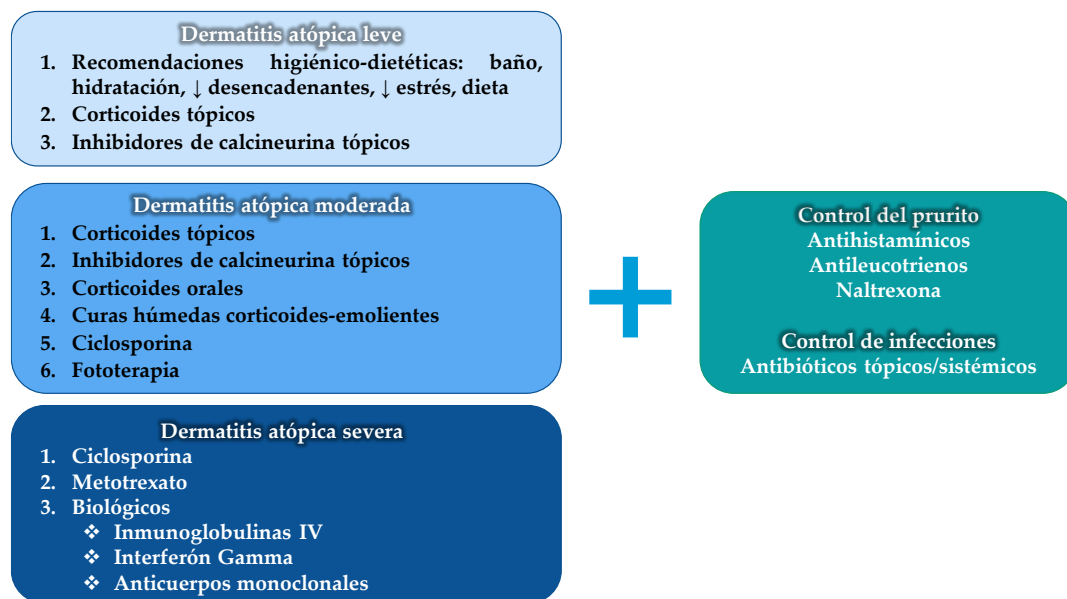 Dermatitis atópica leve
1. Recomendaciones higiénico-dietéticas: baño,
hidratación, ↓ desencadenantes, ↓ estrés, dieta
2. Corticoides tópicos
3. Inhibidores de calcineurina tópicos
Dermatitis atópica moderada
1. Corticoides tópicos
2. Inhibidores de calcineurina tópicos
3. Corticoides orales
4. Curas húmedas corticoides-emolientes
5. Ciclosporina
6. Fototerapia
Dermatitis atópica severa
1. Ciclosporina
2. Metotrexato
3. Biológicos
❖ Inmunoglobulinas IV
❖ Interferón Gamma
❖ Anticuerpos monoclonales
Control del prurito
Antihistamínicos
Antileucotrienos
Naltrexona
Control de infecciones
Antibióticos tópicos/sistémicos